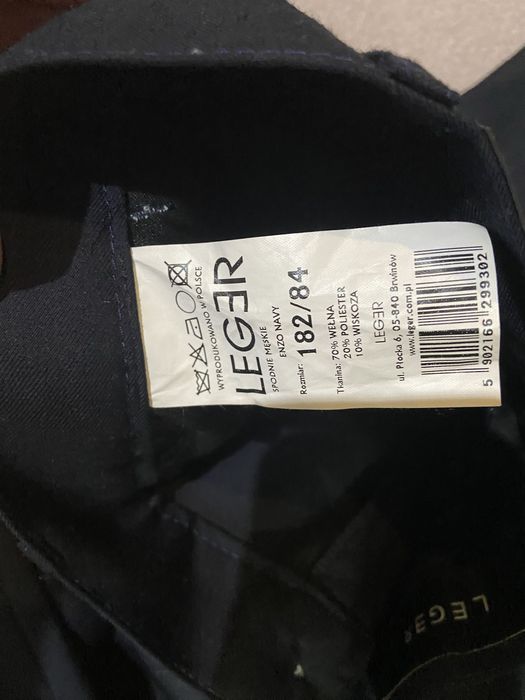 WYPRODUKOWANO W POLSCE
LEGER
SPODNIE MĘSKIE
ENZO NAVY
Rozmiar: 182/84
Tkanina: 70% WEŁNA
20% POLIESTER
10% WISKOZA
LEGER
ul. Płocka 6, 05-840 Brwinów
www.leger.com.pl
5 902166 299302
LEGER